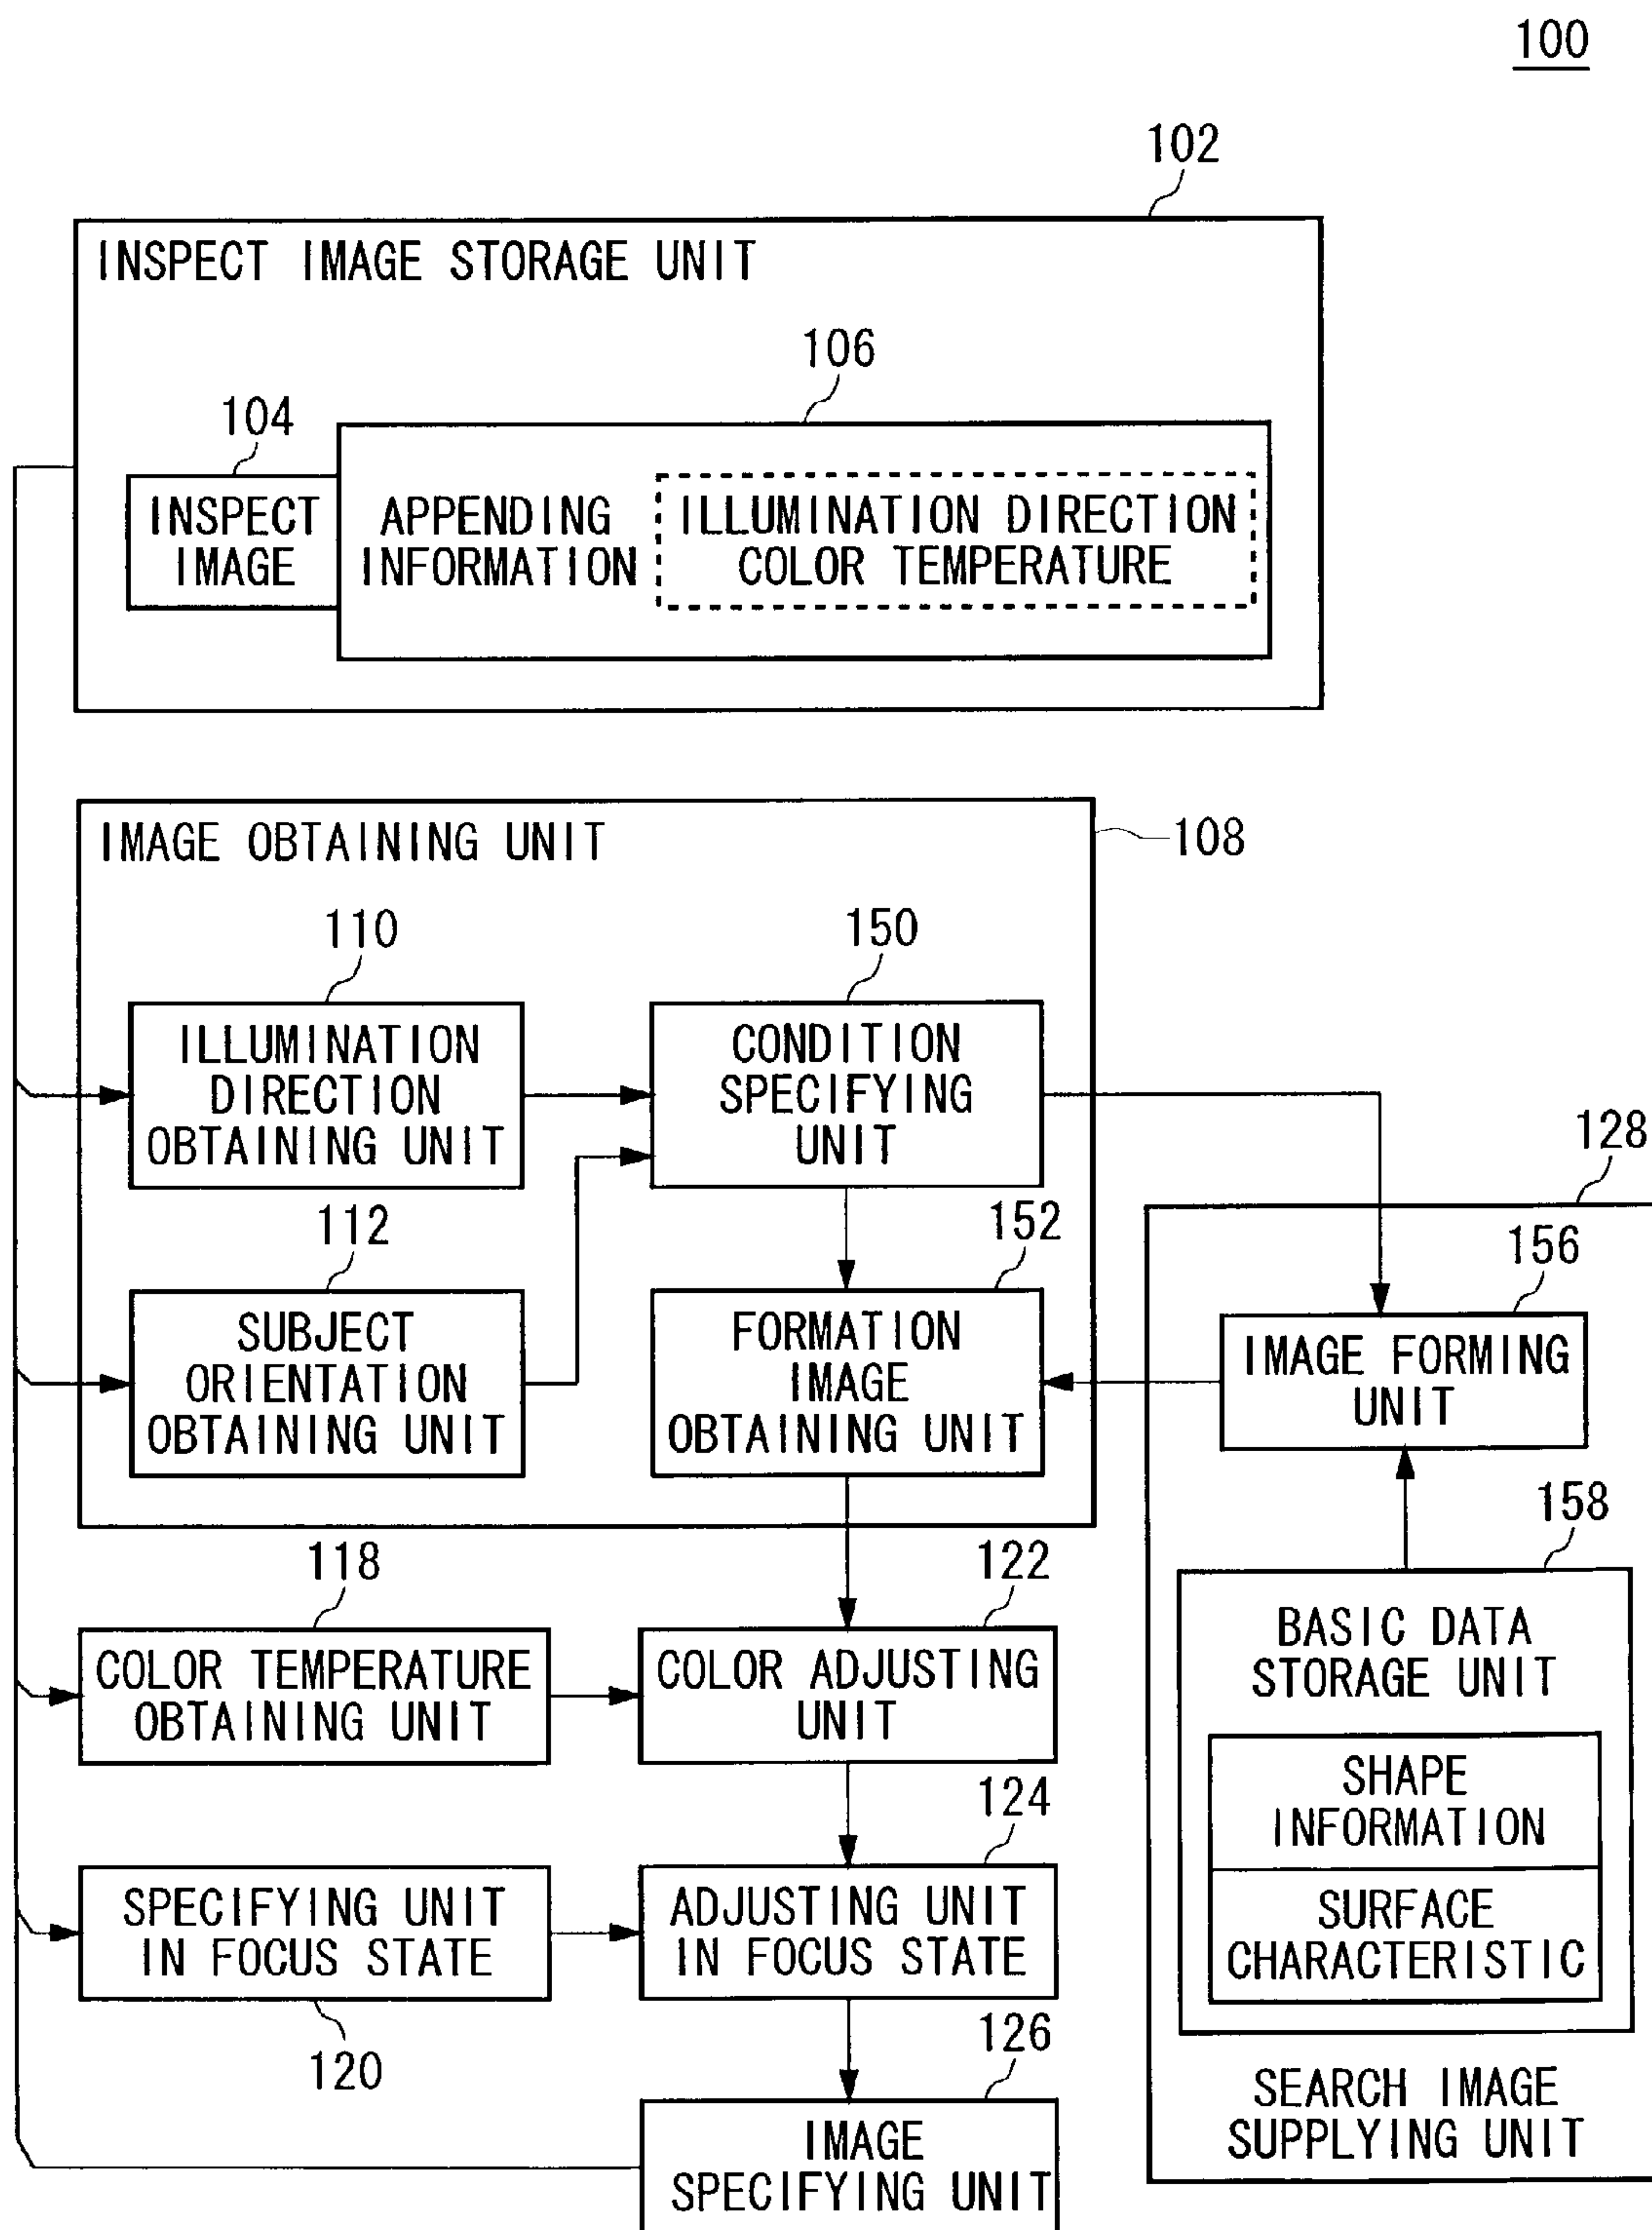 100
102
INSPECT IMAGE STORAGE UNIT
106
104
INSPECT
IMAGE
APPENDING
INFORMATION
ILLUMINATION DIRECTION
COLOR TEMPERATURE
108
IMAGE OBTAINING UNIT
110
150
ILLUMINATION
DIRECTION
OBTAINING UNIT
CONDITION
SPECIFYING
UNIT
128
112
152
156
SUBJECT
ORIENTATION
OBTAINING UNIT
FORMATION
IMAGE
OBTAINING UNIT
IMAGE FORMING
UNIT
158
118
122
COLOR TEMPERATURE
OBTAINING UNIT
COLOR ADJUSTING
UNIT
BASIC DATA
STORAGE UNIT
SHAPE
INFORMATION
SURFACE
CHARACTERISTIC
124
SPECIFYING UNIT
IN FOCUS STATE
ADJUSTING UNIT
IN FOCUS STATE
120
126
IMAGE
SPECIFYING UNIT
SEARCH IMAGE
SUPPLYING UNIT